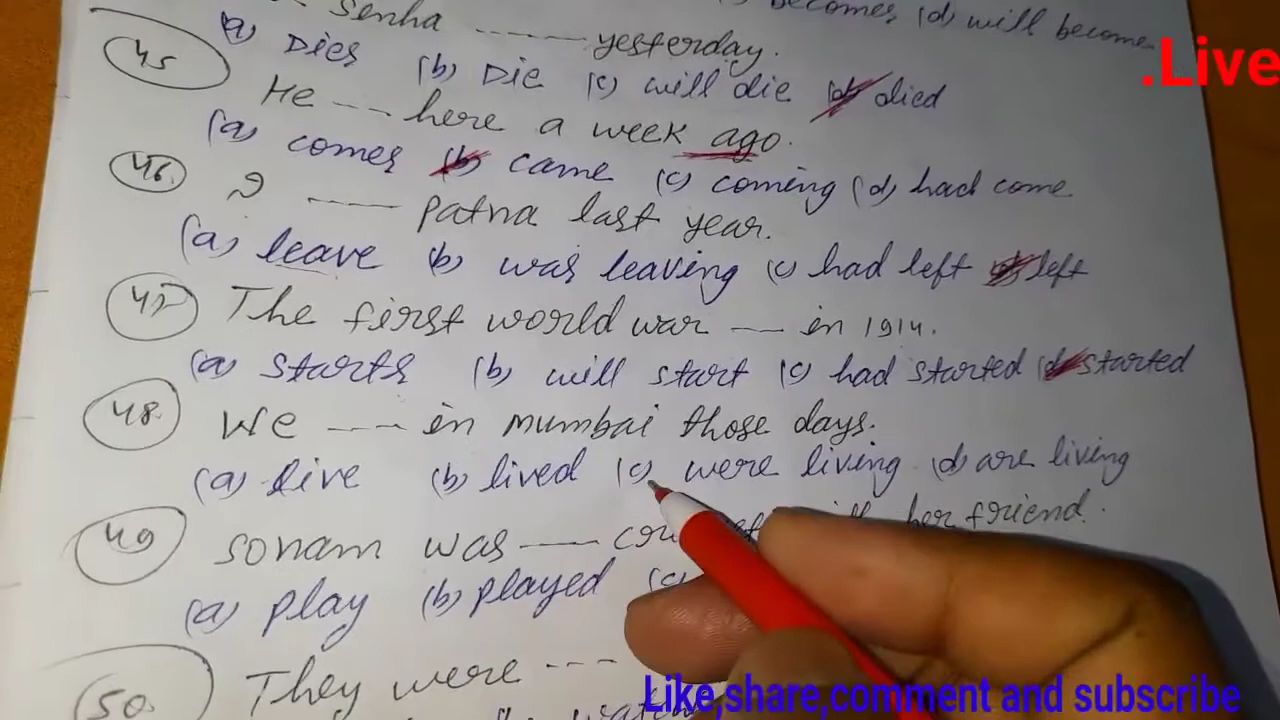 becomes (d) will become
senha ------ yesterday.
.Live
(a) Dies (b) Die (c) will die (d) died
45 He --- here a week ago.
(a) comes (b) came (c) coming (d) had come
46. I ---- Patna last year.
(a) leave (b) was leaving (c) had left (d) left
47 The first world war --- in 1914.
(a) starts (b) will start (c) had started (d) started
48. We ---- in mumbai those days.
(a) live (b) lived (c) were living (d) are living
49 sonam was --- her friend.
(a) play (b) played (c)
50. They were ---
Like,share,comment and subscribe